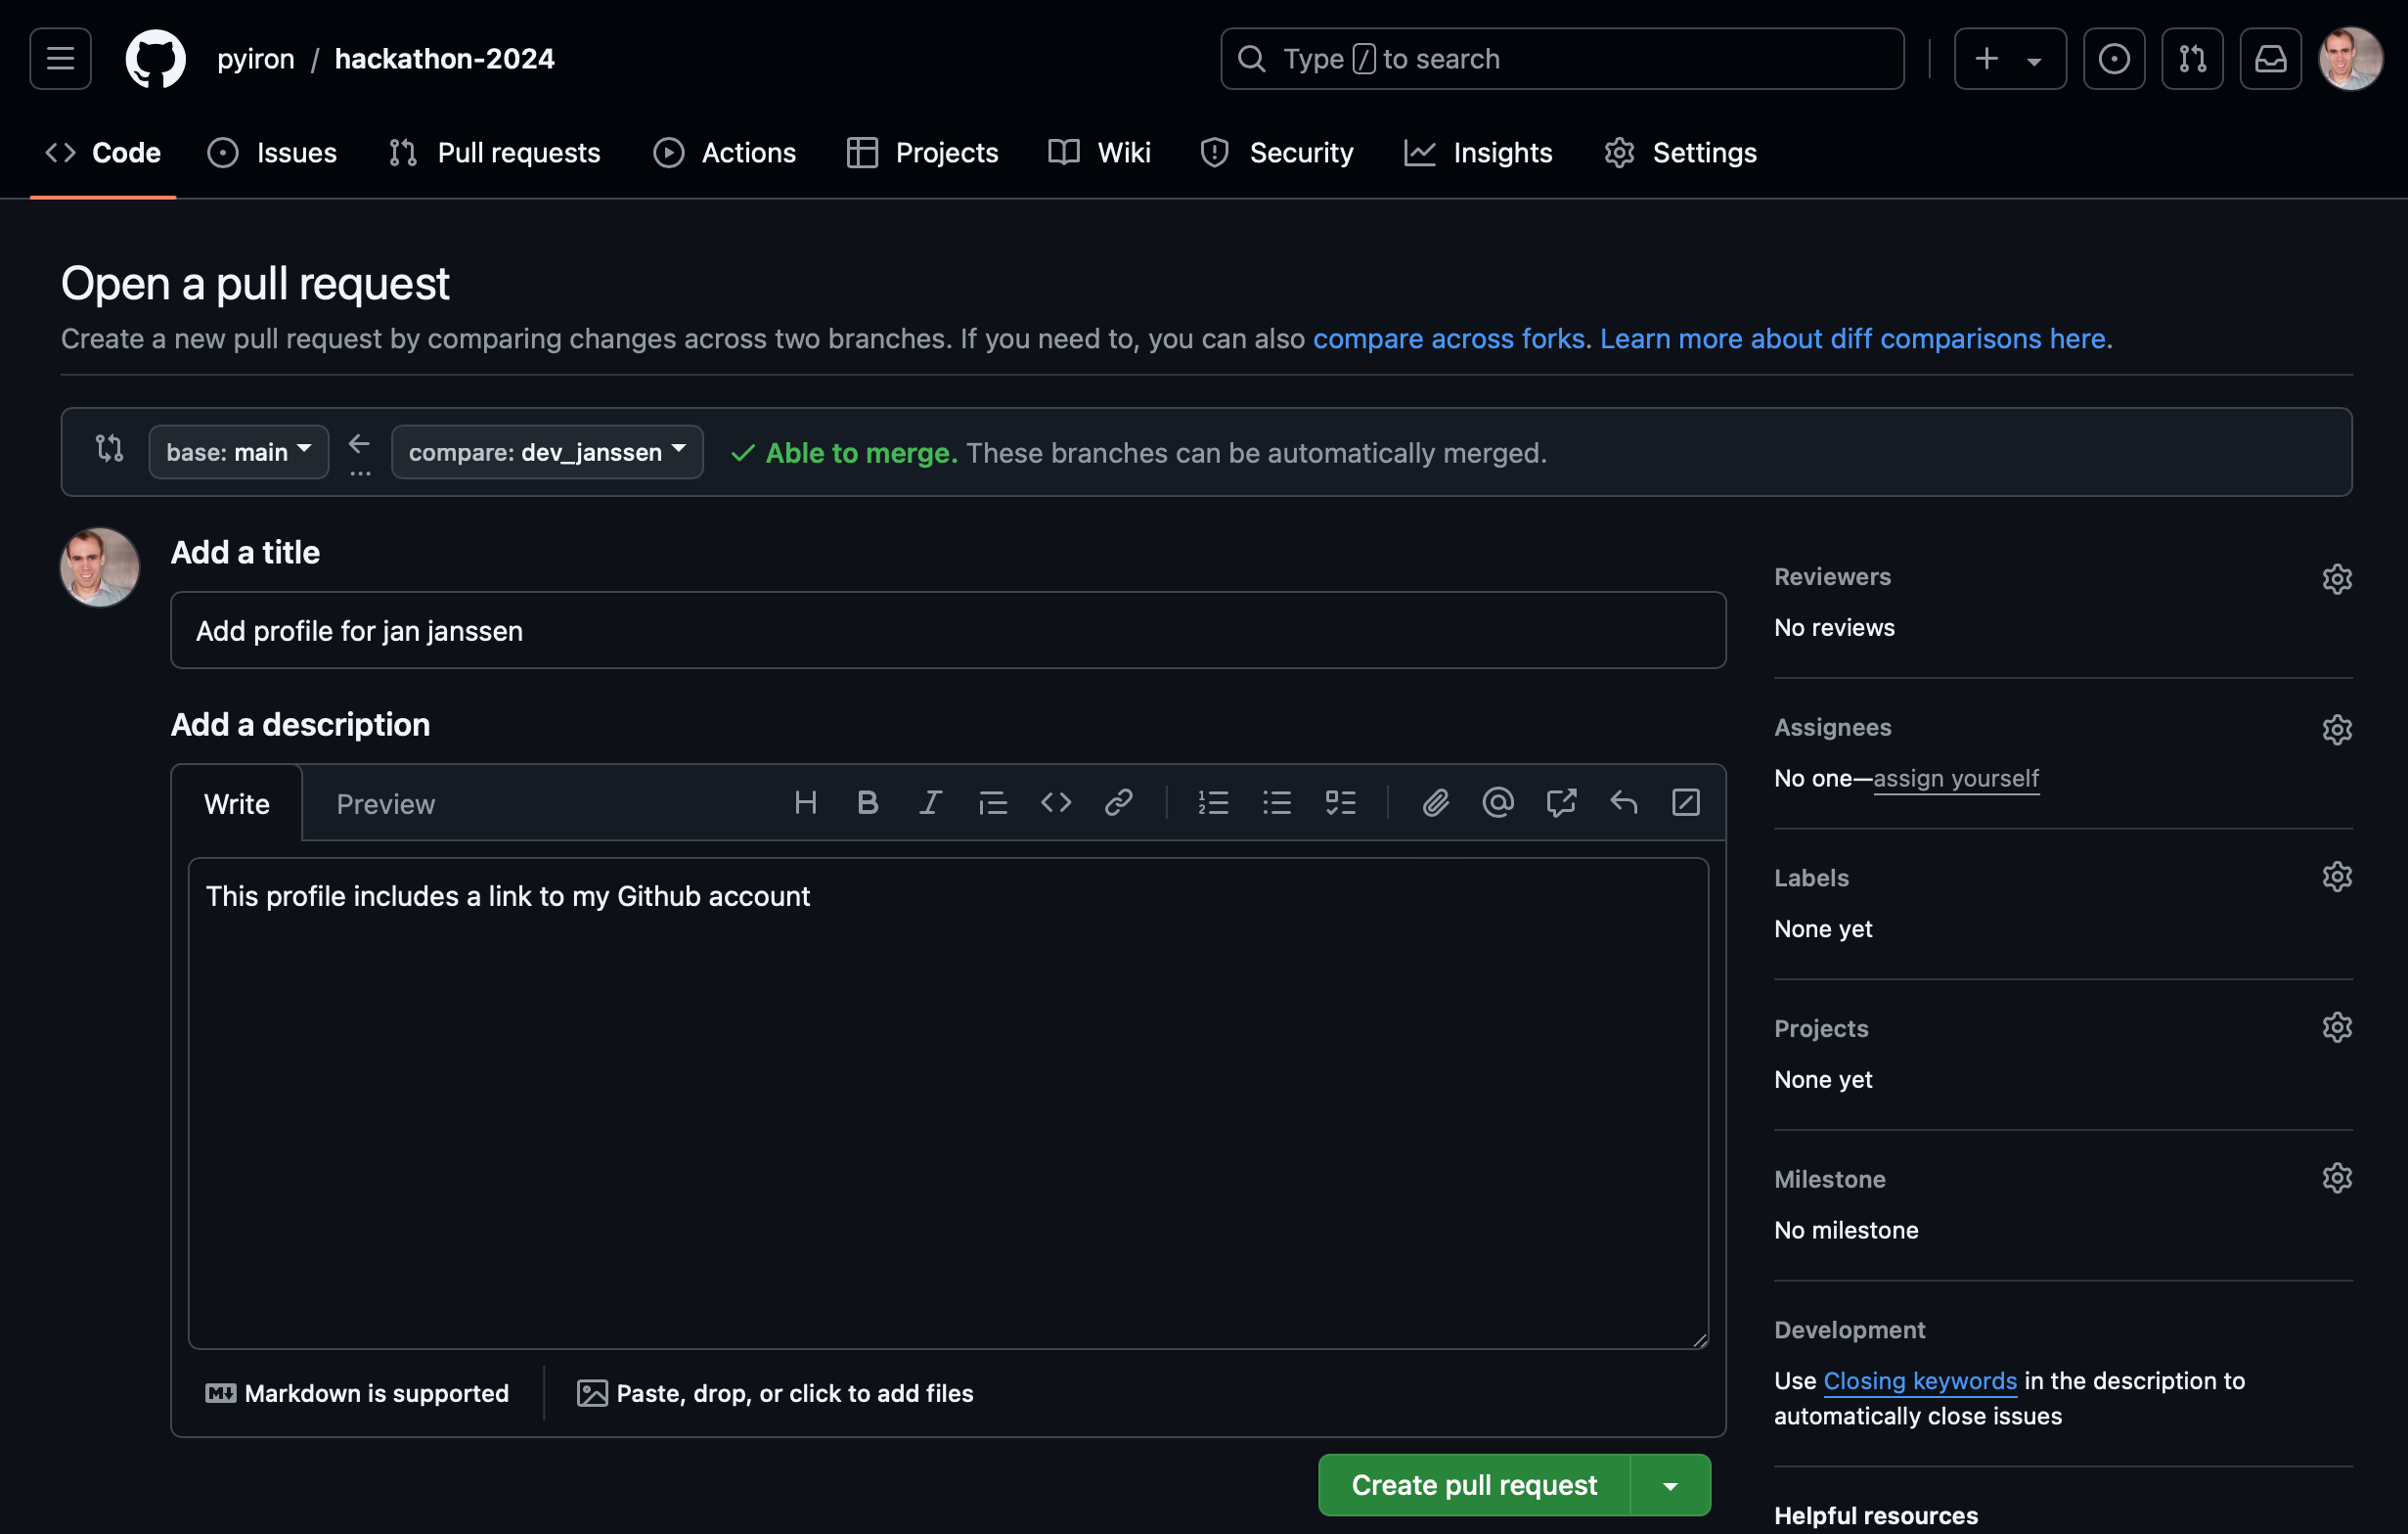 pyiron / hackathon-2024
Type / to search
Code Issues Pull requests Actions Projects Wiki Security Insights Settings
Open a pull request
Create a new pull request by comparing changes across two branches. If you need to, you can also compare across forks. Learn more about diff comparisons here.
base: main compare: dev_janssen Able to merge. These branches can be automatically merged.
Add a title
Add profile for jan janssen
Add a description
Write Preview
This profile includes a link to my Github account
Markdown is supported
Paste, drop, or click to add files
Create pull request
Reviewers
No reviews
Assignees
No one—assign yourself
Labels
None yet
Projects
None yet
Milestone
No milestone
Development
Use Closing keywords in the description to
automatically close issues
Helpful resources